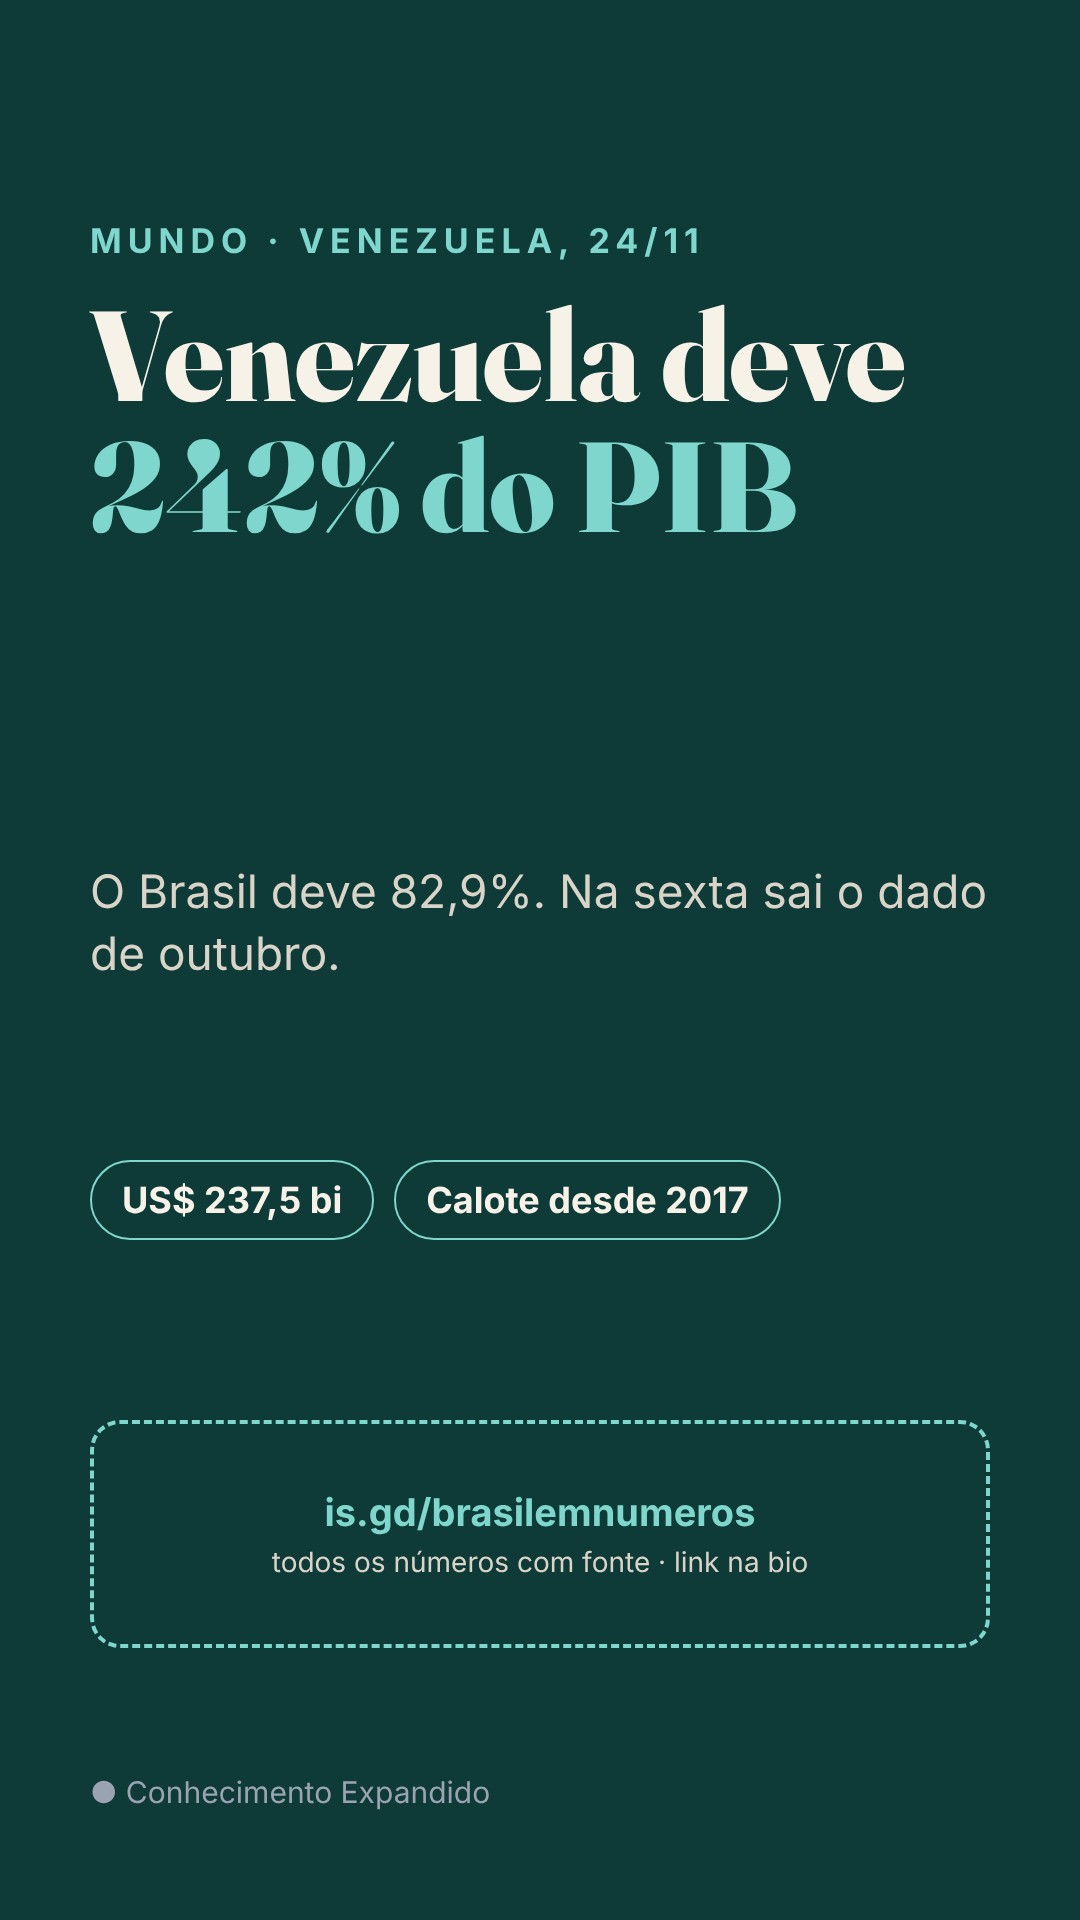 MUNDO · VENEZUELA, 24/11
Venezuela deve
242% do PIB
O Brasil deve 82,9%. Na sexta sai o dado
de outubro.
US$ 237,5 bi
Calote desde 2017
is.gd/brasilemnumeros
todos os números com fonte · link na bio
Conhecimento Expandido